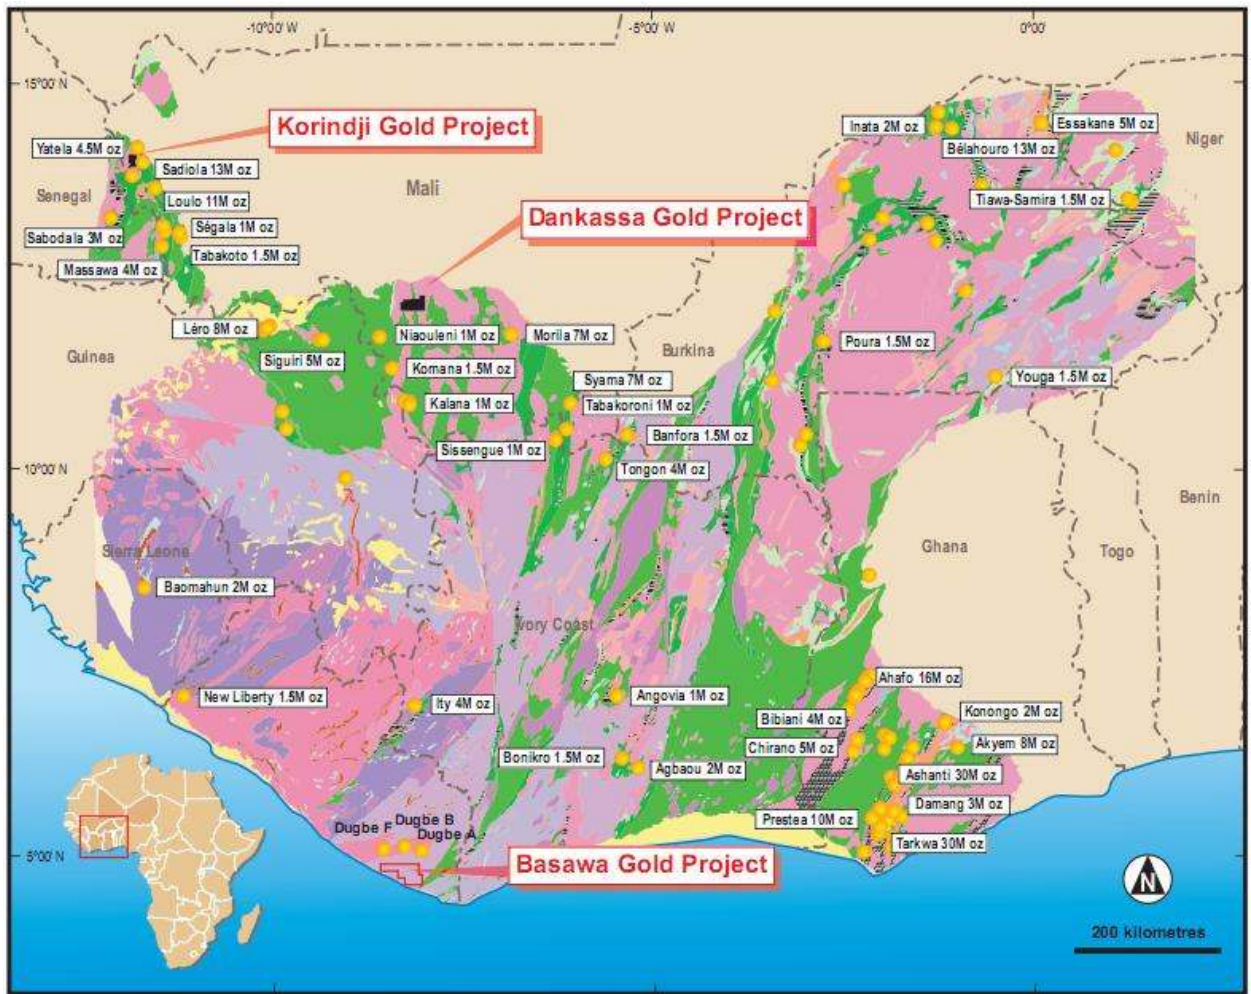 -10°00' W
-5°00' W
0°00'
15°00' N
Korindji Gold Project
Yatela 4.5M oz
Sadiola 13M oz
Senegal
Loulo 11M oz
Mali
Inata 2M oz
Essakane 5M oz
Bélahouro 13M oz
Niger
Tiawa-Samira 1.5M oz
Dankassa Gold Project
Sabodala 3M oz
Ségala 1M oz
Tabakoto 1.5M oz
Massawa 4M oz
Léro 8M oz
Siguiri 5M oz
Niaouleni 1M oz
Morila 7M oz
Guinea
Burkina
Poura 1.5M oz
Youga 1.5M oz
Komana 1.5M oz
Syama 7M oz
Kalana 1M oz
Tabakoroni 1M oz
Sissengue 1M oz
Banfora 1.5M oz
Tongon 4M oz
10°00' N
Benin
Ghana
Togo
Sierra Leone
Baomahun 2M oz
Ivory Coast
New Liberty 1.5M oz
Ity 4M oz
Angovia 1M oz
Ahafo 16M oz
Bibiani 4M oz
Konongo 2M oz
Chirano 5M oz
Akyem 8M oz
Bonikro 1.5M oz
Agbaou 2M oz
Ashanti 30M oz
Damang 3M oz
Prestea 10M oz
Tarkwa 30M oz
Dugbe F
Dugbe B
Dugbe A
5°00' N
Basawa Gold Project
N
200 kilometres